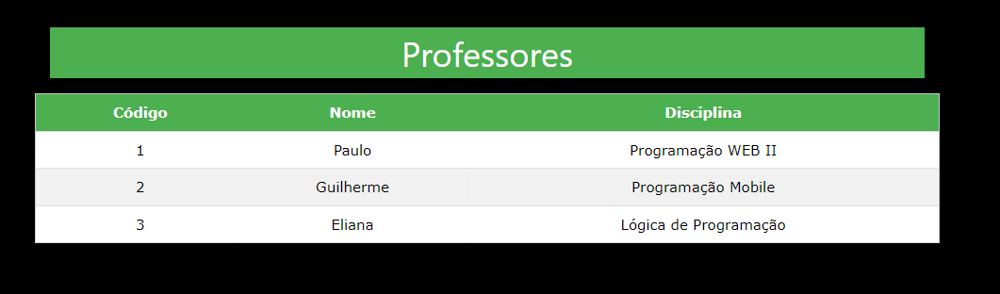 Professores
Código Nome Disciplina
1 Paulo Programação WEB II
2 Guilherme Programação Mobile
3 Eliana Lógica de Programação